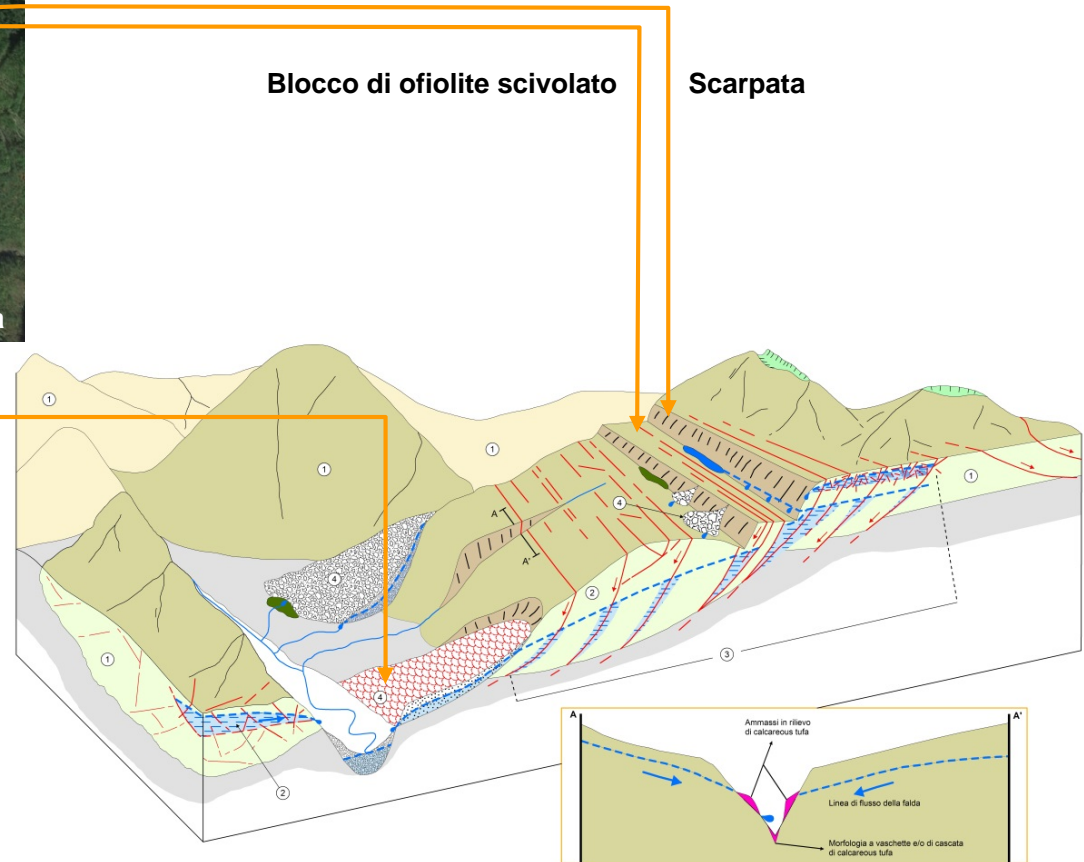 Blocco di ofiolite scivolato
Scarpata
a
1
1
1
1
4
A
A'
4
2
1
4
3
2
A
A'
Ammassi in rilievo
di calcareous tufa
Linea di flusso della falda
Morfologia a vaschette e/o di cascata
di calcareous tufa